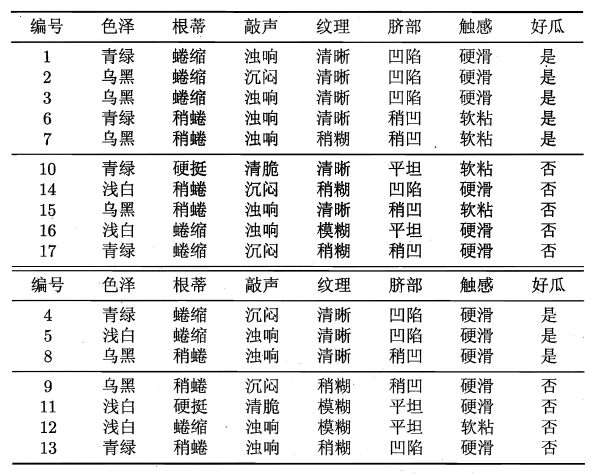 编号 色泽 根蒂 敲声 纹理 脐部 触感 好瓜
1 青绿 蜷缩 浊响 清晰 凹陷 硬滑 是
2 乌黑 蜷缩 沉闷 清晰 凹陷 硬滑 是
3 乌黑 蜷缩 浊响 清晰 凹陷 硬滑 是
6 青绿 稍蜷 浊响 清晰 稍凹 软粘 是
7 乌黑 稍蜷 浊响 稍糊 稍凹 软粘 是
10 青绿 硬挺 清脆 清晰 平坦 软粘 否
14 浅白 稍蜷 沉闷 稍糊 凹陷 硬滑 否
15 乌黑 稍蜷 浊响 清晰 稍凹 软粘 否
16 浅白 蜷缩 浊响 模糊 平坦 硬滑 否
17 青绿 蜷缩 沉闷 稍糊 稍凹 硬滑 否
编号 色泽 根蒂 敲声 纹理 脐部 触感 好瓜
4 青绿 蜷缩 沉闷 清晰 凹陷 硬滑 是
5 浅白 蜷缩 浊响 清晰 凹陷 硬滑 是
8 乌黑 稍蜷 浊响 清晰 稍凹 硬滑 是
9 乌黑 稍蜷 沉闷 稍糊 稍凹 硬滑 否
11 浅白 硬挺 清脆 模糊 平坦 硬滑 否
12 浅白 蜷缩 浊响 模糊 平坦 软粘 否
13 青绿 稍蜷 浊响 稍糊 凹陷 硬滑 否